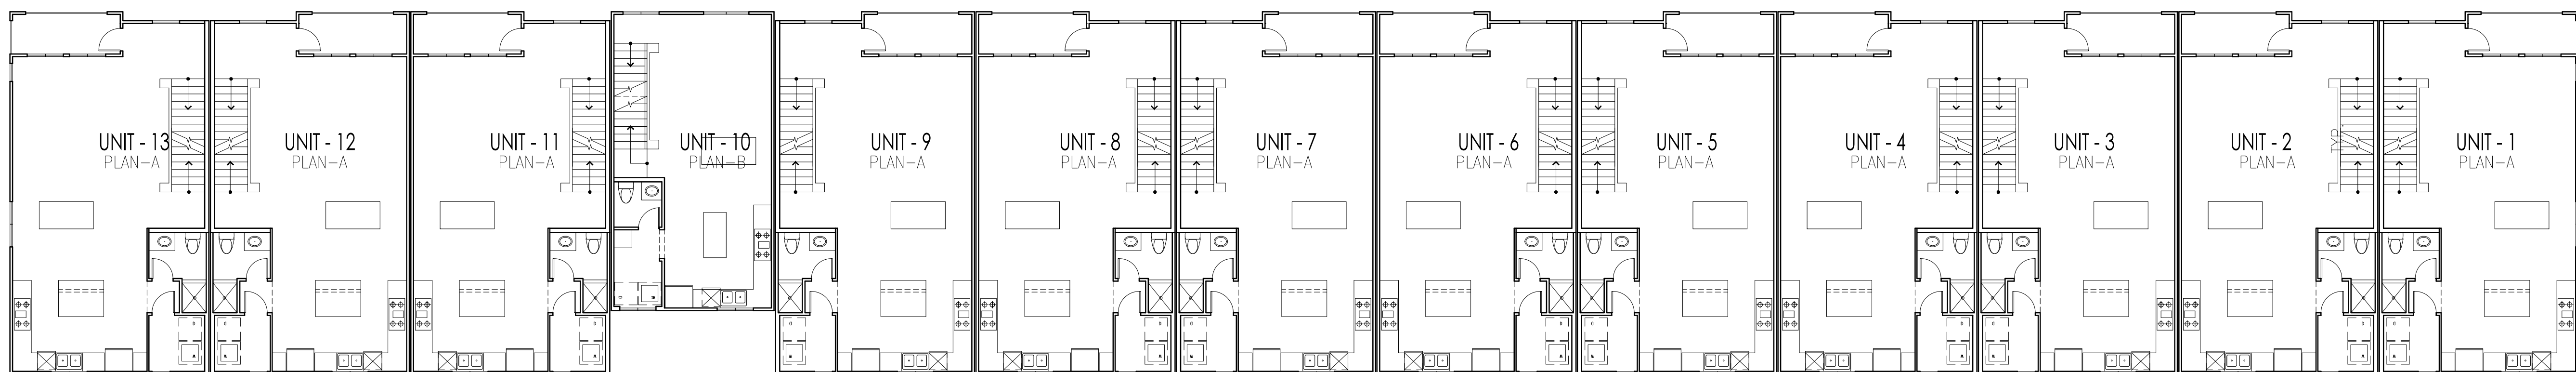 UNIT - 13
PLAN-A
UNIT - 12
PLAN-A
UNIT - 11
PLAN-A
UNIT - 10
PLAN-B
UNIT - 9
PLAN-A
UNIT - 8
PLAN-A
UNIT - 7
PLAN-A
UNIT - 6
PLAN-A
UNIT - 5
PLAN-A
UNIT - 4
PLAN-A
UNIT - 3
PLAN-A
UNIT - 2
PLAN-A
TYP.
UNIT - 1
PLAN-A